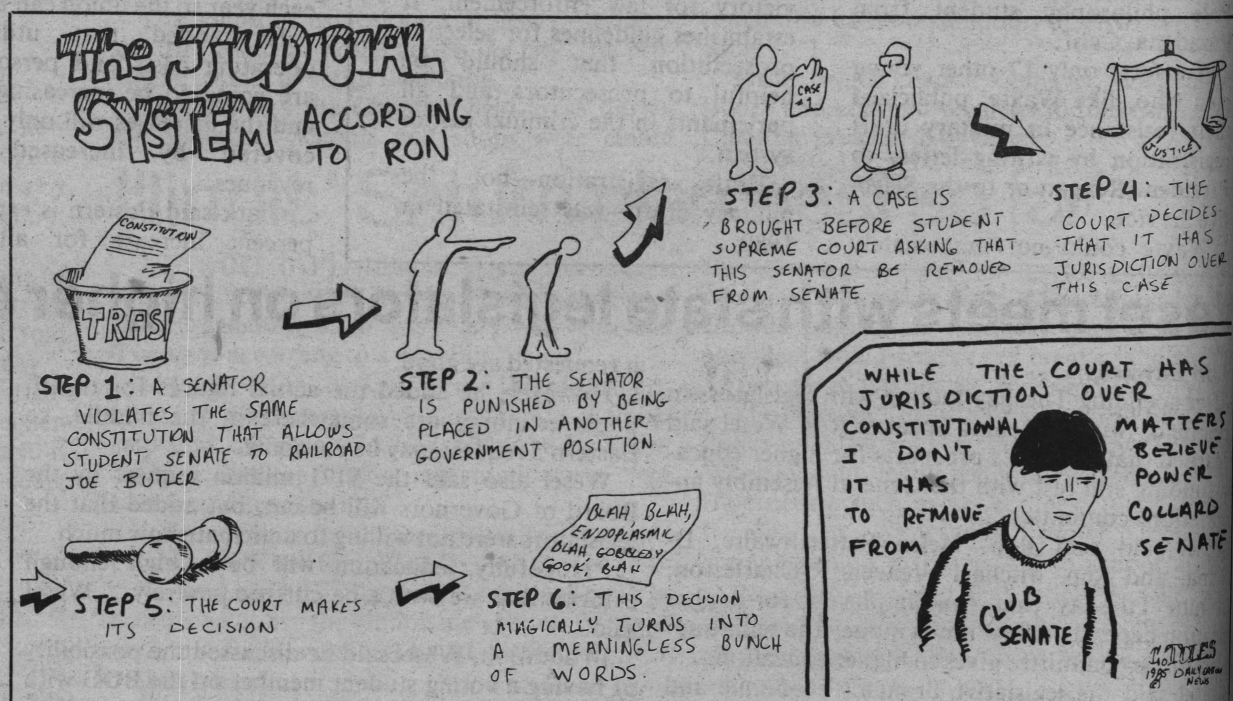 The JUDICIAL
SYSTEM ACCORDING
TO RON
CONSTITUTION
TRASH
STEP 1: A SENATOR
VIOLATES THE SAME
CONSTITUTION THAT ALLOWS
STUDENT SENATE TO RAILROAD
JOE BUTLER
STEP 2: THE SENATOR
IS PUNISHED BY BEING
PLACED IN ANOTHER
GOVERNMENT POSITION
CASE
#1
STEP 3: A CASE IS
BROUGHT BEFORE STUDENT
SUPREME COURT ASKING THAT
THIS SENATOR BE REMOVED
FROM SENATE
JUSTICE
STEP 4: THE
COURT DECIDES
THAT IT HAS
JURISDICTION OVER
THIS CASE
STEP 5: THE COURT MAKES
ITS DECISION
BLAH, BLAH,
ENDOPLASMIC
BLAH, GOBBLEDY
GOOK, BLAH
STEP 6: THIS DECISION
MAGICALLY TURNS INTO
A MEANINGLESS BUNCH
OF WORDS.
WHILE THE COURT HAS
JURISDICTION OVER
CONSTITUTIONAL MATTERS
I DON'T BELIEVE
IT HAS POWER
TO REMOVE COLLARD
FROM SENATE
CLUB
SENATE
1985 DAILY EASTERN
NEWS